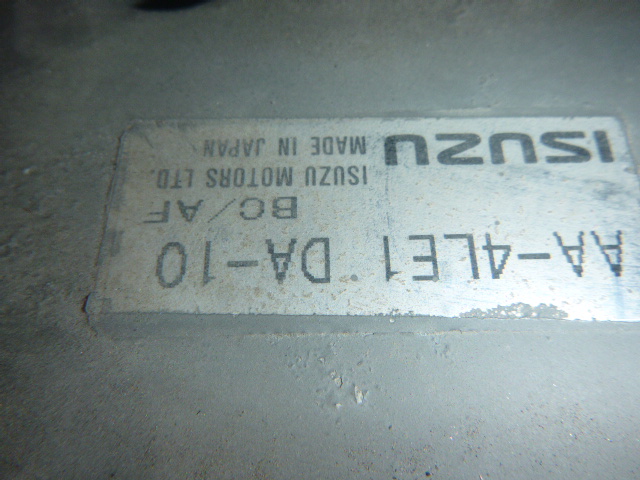 AA-4LE1 DA-10
BC/AF
ISUZU
ISUZU MOTORS LTD.
MADE IN JAPAN